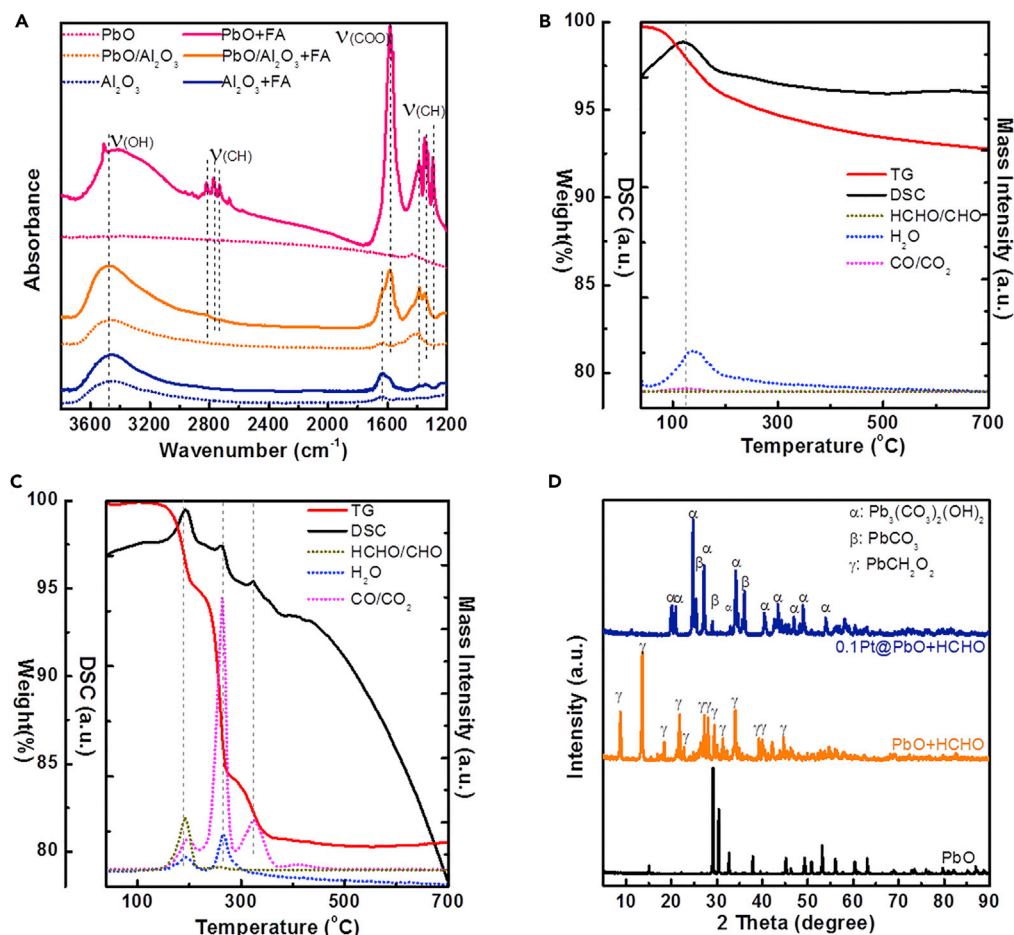 A
PbO
PbO+FA
PbO/Al₂O₃
PbO/Al₂O₃+FA
Al₂O₃
Al₂O₃+FA
ν(COO)
ν(OH)
ν(CH)
ν(CH)
Absorbance
3600 3200 2800 2400 2000 1600 1200
Wavenumber (cm⁻¹)
B
100
95
90
85
80
Weight(%)
DSC (a.u.)
TG
DSC
HCHO/CHO
H₂O
CO/CO₂
Mass Intensity (a.u.)
100 300 500 700
Temperature (°C)
C
100
95
90
85
80
Weight(%)
DSC (a.u.)
TG
DSC
HCHO/CHO
H₂O
CO/CO₂
Mass Intensity (a.u.)
100 300 500 700
Temperature (°C)
D
α: Pb₃(CO₃)₂(OH)₂
β: PbCO₃
γ: PbCH₂O₂
α
β α
α
α α α β β
α α α α α
0.1Pt@PbO+HCHO
γ
γ γ γγγ γ
γ γ γ γγ γ
PbO+HCHO
PbO
Intensity (a.u.)
10 20 30 40 50 60 70 80 90
2 Theta (degree)